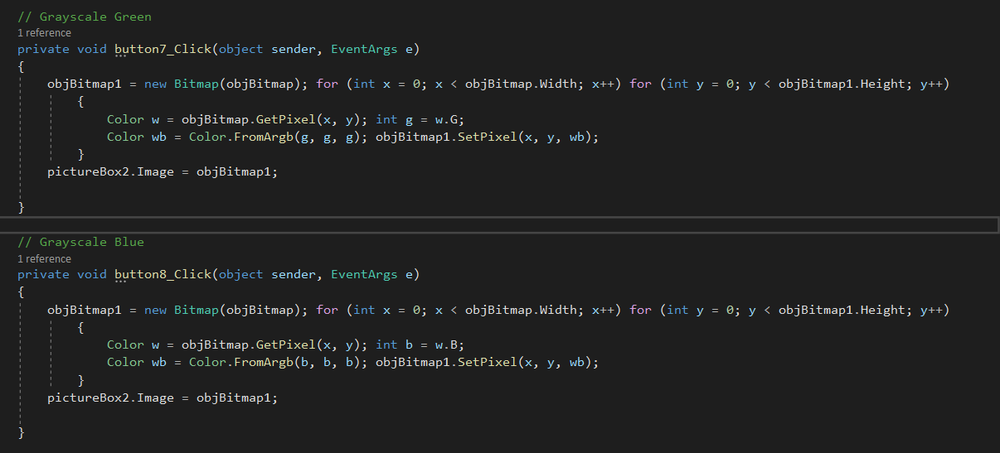 // Grayscale Green
1 reference
private void button7_Click(object sender, EventArgs e)
{
objBitmap1 = new Bitmap(objBitmap); for (int x = 0; x < objBitmap.Width; x++) for (int y = 0; y < objBitmap1.Height; y++)
{
Color w = objBitmap.GetPixel(x, y); int g = w.G;
Color wb = Color.FromArgb(g, g, g); objBitmap1.SetPixel(x, y, wb);
}
pictureBox2.Image = objBitmap1;
}
// Grayscale Blue
1 reference
private void button8_Click(object sender, EventArgs e)
{
objBitmap1 = new Bitmap(objBitmap); for (int x = 0; x < objBitmap.Width; x++) for (int y = 0; y < objBitmap1.Height; y++)
{
Color w = objBitmap.GetPixel(x, y); int b = w.B;
Color wb = Color.FromArgb(b, b, b); objBitmap1.SetPixel(x, y, wb);
}
pictureBox2.Image = objBitmap1;
}